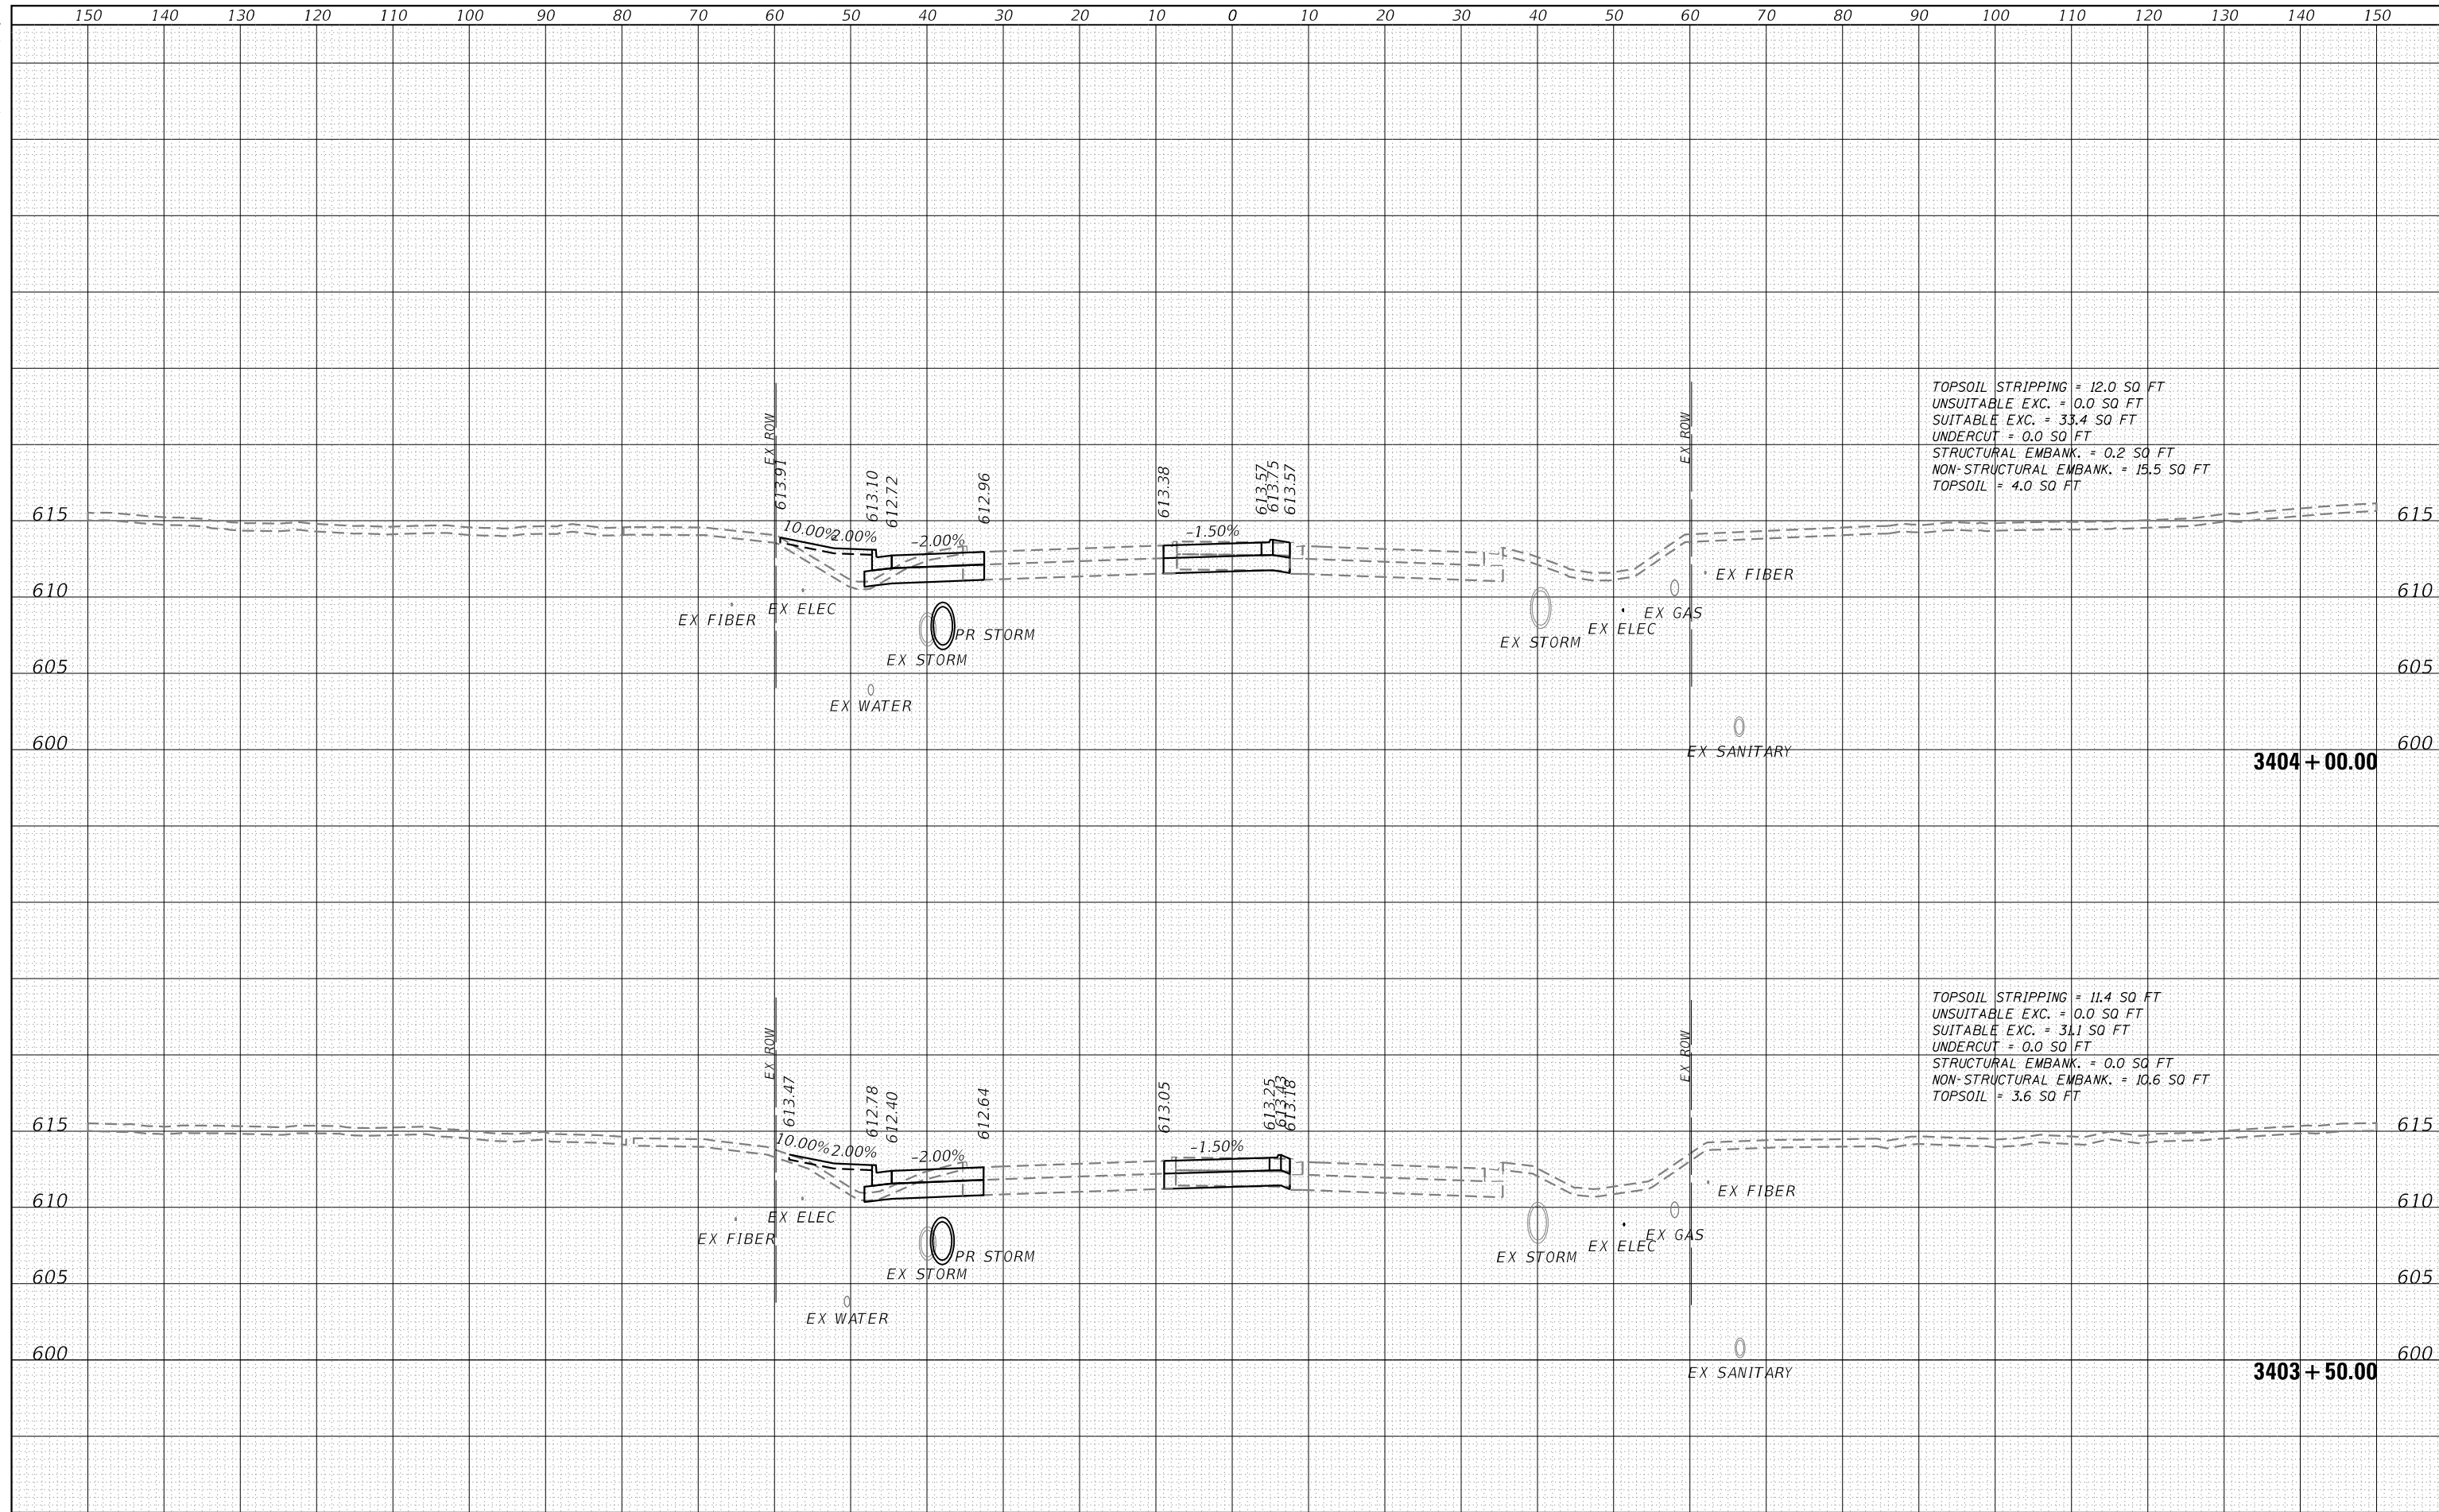 150 140 130 120 110 100 90 80 70 60 50 40 30 20 10 0 10 20 30 40 50 60 70 80 90 100 110 120 130 140 150
TOPSOIL STRIPPING = 12.0 SQ FT
UNSUITABLE EXC. = 0.0 SQ FT
SUITABLE EXC. = 33.4 SQ FT
UNDERCUT = 0.0 SQ FT
STRUCTURAL EMBANK. = 0.2 SQ FT
NON-STRUCTURAL EMBANK. = 15.5 SQ FT
TOPSOIL = 4.0 SQ FT
EX ROW
EX ROW
613.91
613.10
612.72
612.96
613.38
613.57
613.75
613.57
615
615
10.00%
2.00%
-2.00%
-1.50%
EX FIBER
610
610
EX FIBER
EX ELEC
EX GAS
EX ELEC
PR STORM
EX STORM
EX STORM
605
605
EX WATER
600
600
EX SANITARY
3404+00.00
TOPSOIL STRIPPING = 11.4 SQ FT
UNSUITABLE EXC. = 0.0 SQ FT
SUITABLE EXC. = 31.1 SQ FT
UNDERCUT = 0.0 SQ FT
STRUCTURAL EMBANK. = 0.0 SQ FT
NON-STRUCTURAL EMBANK. = 10.6 SQ FT
TOPSOIL = 3.6 SQ FT
EX ROW
EX ROW
613.47
612.78
612.40
612.64
613.05
613.25
613.43
613.18
615
615
10.00%
2.00%
-2.00%
-1.50%
EX FIBER
610
610
EX ELEC
EX FIBER
EX GAS
EX ELEC
PR STORM
EX STORM
EX STORM
605
605
EX WATER
600
600
EX SANITARY
3403+50.00